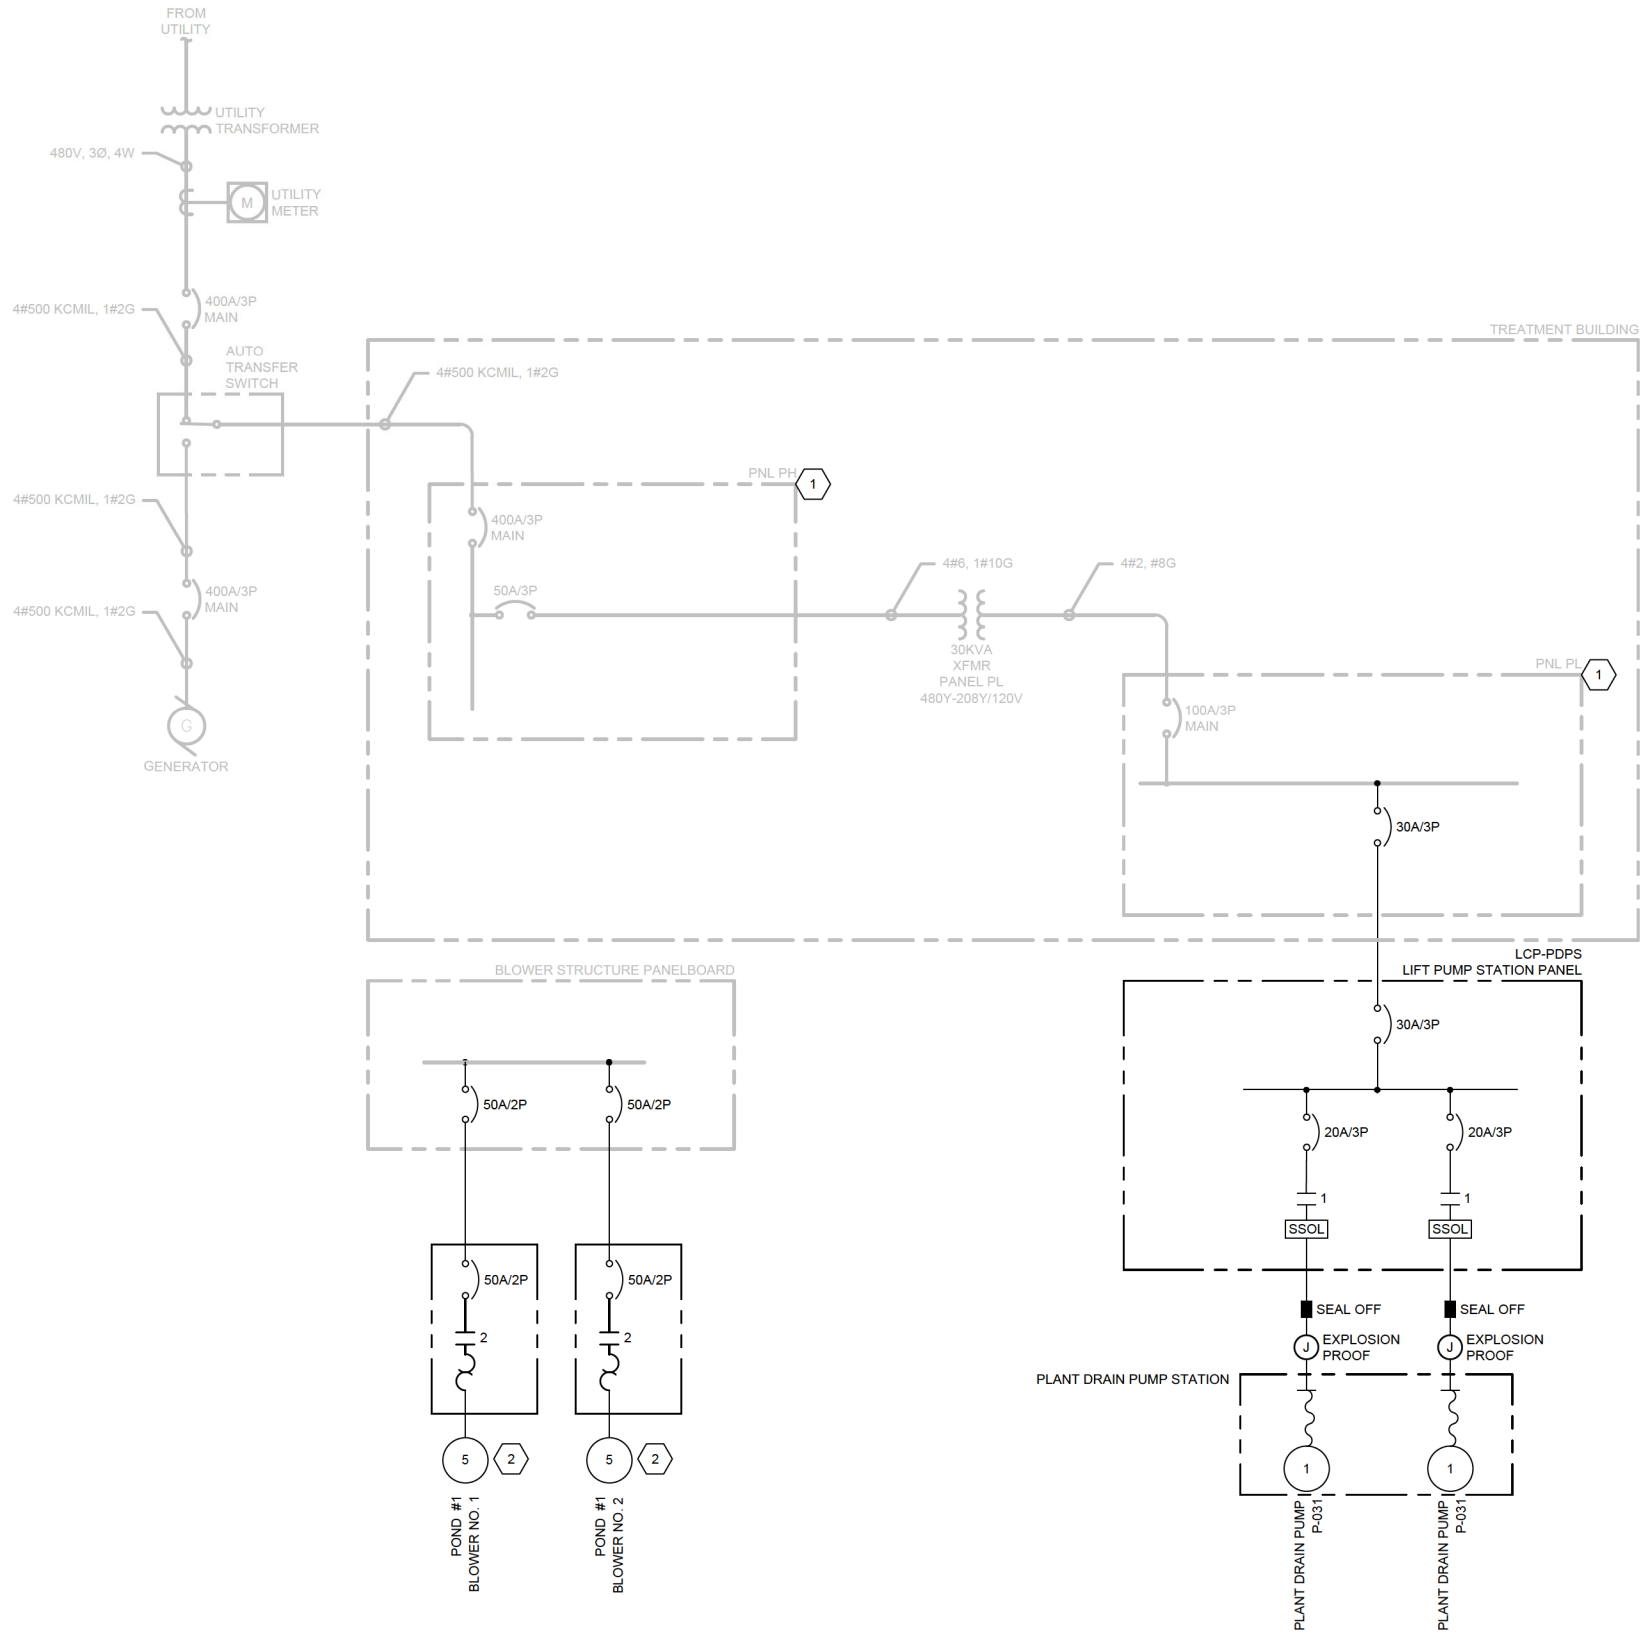 FROM
UTILITY
UTILITY
TRANSFORMER
480V, 3Ø, 4W
M
UTILITY
METER
4#500 KCMIL, 1#2G
400A/3P
MAIN
AUTO
TRANSFER
SWITCH
4#500 KCMIL, 1#2G
400A/3P
MAIN
4#500 KCMIL, 1#2G
G
GENERATOR
TREATMENT BUILDING
4#500 KCMIL, 1#2G
PNL PH
1
400A/3P
MAIN
50A/3P
4#6, 1#10G
4#2, #8G
30KVA
XFMR
PANEL PL
480Y-208Y/120V
PNL PL
1
100A/3P
MAIN
30A/3P
BLOWER STRUCTURE PANELBOARD
50A/2P
50A/2P
50A/2P
50A/2P
2
2
5
2
5
2
POND #1
BLOWER NO. 1
POND #1
BLOWER NO. 2
LCP-PDPS
LIFT PUMP STATION PANEL
30A/3P
20A/3P
20A/3P
1
1
SSOL
SSOL
SEAL OFF
SEAL OFF
J
EXPLOSION
PROOF
J
EXPLOSION
PROOF
PLANT DRAIN PUMP STATION
1
1
PLANT DRAIN PUMP
P-031
PLANT DRAIN PUMP
P-031